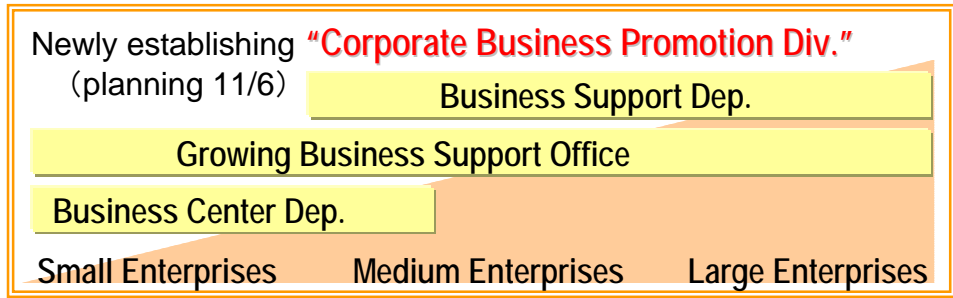 Newly establishing “Corporate Business Promotion Div.”
（planning 11/6）
Business Support Dep.
Growing Business Support Office
Business Center Dep.
Small Enterprises Medium Enterprises Large Enterprises